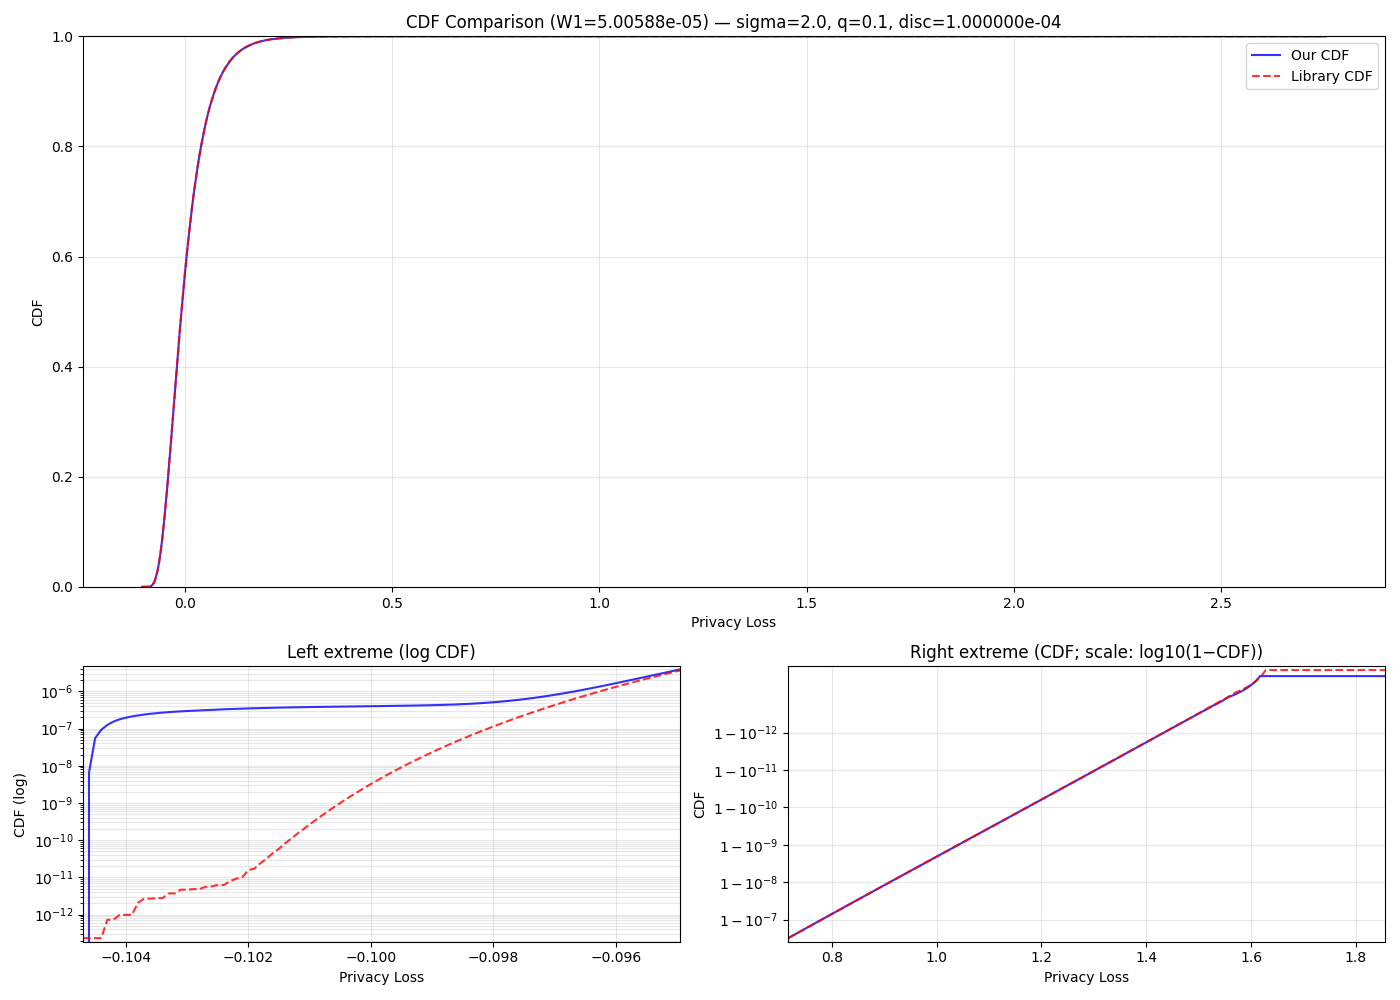 CDF Comparison (W1=5.00588e-05) — sigma=2.0, q=0.1, disc=1.000000e-04
1.0
0.8
0.6
0.4
0.2
0.0
CDF
Our CDF
Library CDF
0.0 0.5 1.0 1.5 2.0 2.5
Privacy Loss
Left extreme (log CDF)
10⁻⁶
10⁻⁷
10⁻⁸
10⁻⁹
10⁻¹⁰
10⁻¹¹
10⁻¹²
CDF (log)
−0.104 −0.102 −0.100 −0.098 −0.096
Privacy Loss
Right extreme (CDF; scale: log10(1−CDF))
1 − 10⁻¹²
1 − 10⁻¹¹
1 − 10⁻¹⁰
1 − 10⁻⁹
1 − 10⁻⁸
1 − 10⁻⁷
CDF
0.8 1.0 1.2 1.4 1.6 1.8
Privacy Loss